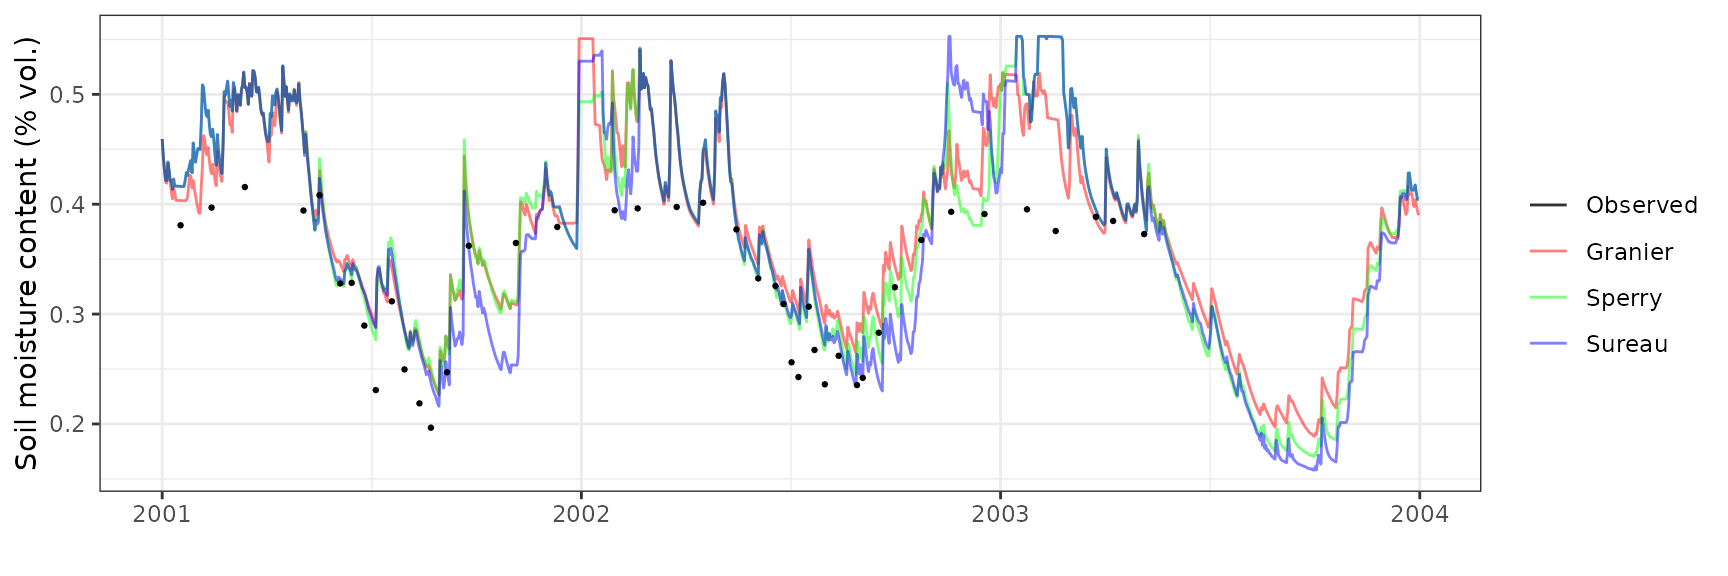 Soil moisture content (% vol.)
0.5
0.4
0.3
0.2
2001 2002 2003 2004
Observed
Granier
Sperry
Sureau